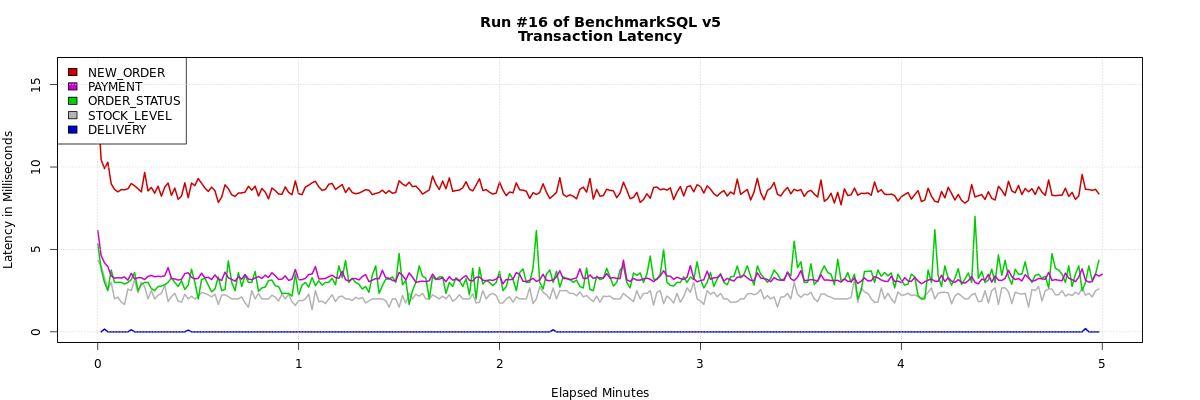 Run #16 of BenchmarkSQL v5
Transaction Latency
NEW_ORDER
PAYMENT
ORDER_STATUS
STOCK_LEVEL
DELIVERY
Latency in Milliseconds
15
10
5
0
0 1 2 3 4 5
Elapsed Minutes